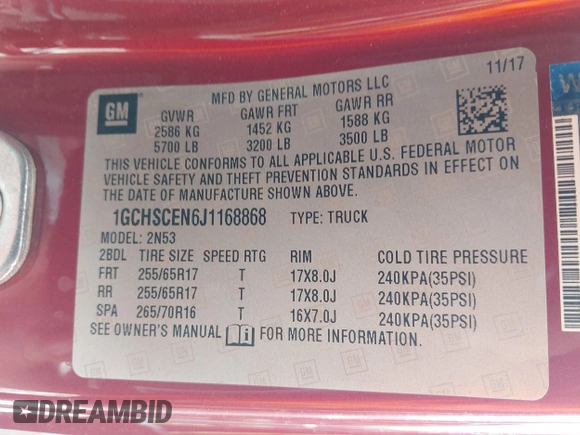 11/17
MFD BY GENERAL MOTORS LLC
GM
GVWR GAWR FRT GAWR RR
2586 KG 1452 KG 1588 KG
5700 LB 3200 LB 3500 LB
THIS VEHICLE CONFORMS TO ALL APPLICABLE U.S. FEDERAL MOTOR
VEHICLE SAFETY AND THEFT PREVENTION STANDARDS IN EFFECT ON
THE DATE OF MANUFACTURE SHOWN ABOVE.
1GCHSCEN6J1168868 TYPE: TRUCK
MODEL: 2N53
2BDL TIRE SIZE SPEED RTG RIM COLD TIRE PRESSURE
FRT 255/65R17 T 17X8.0J 240KPA(35PSI)
RR 255/65R17 T 17X8.0J 240KPA(35PSI)
SPA 265/70R16 T 16X7.0J 240KPA(35PSI)
SEE OWNER'S MANUAL FOR MORE INFORMATION.
DREAMBID